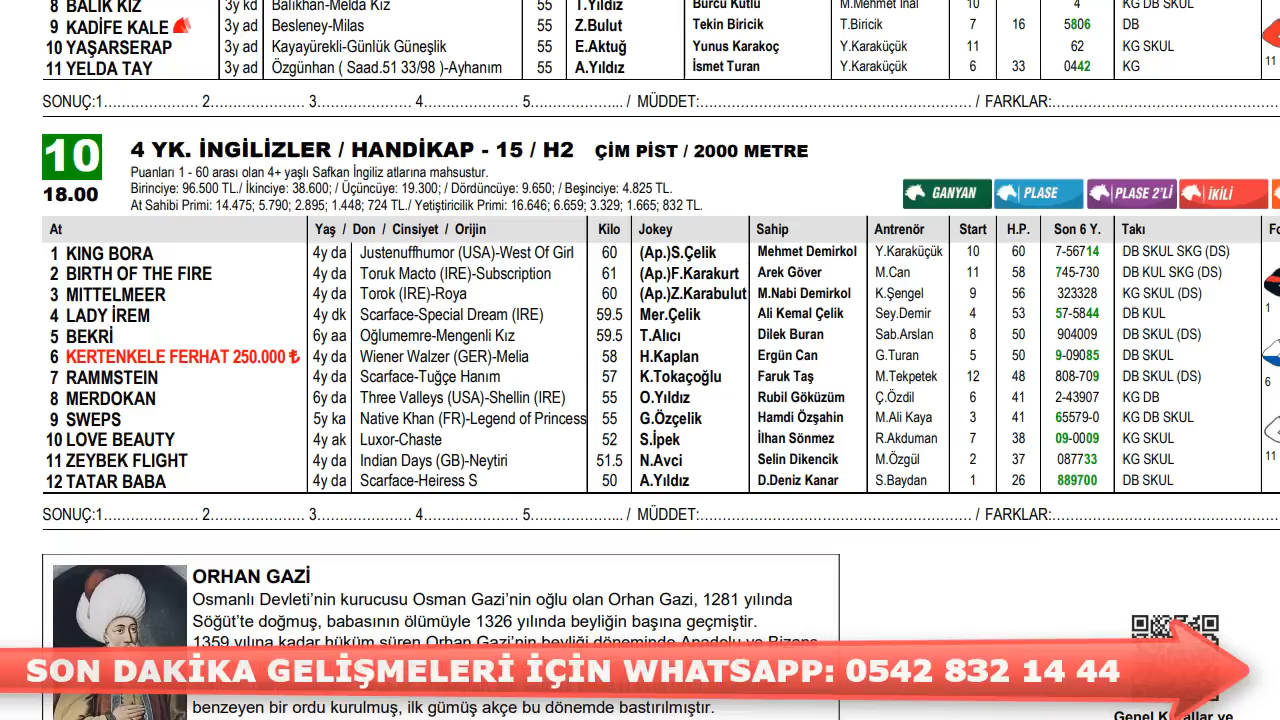 8 BALIK KIZ 3y kd Balıkhan-Melda Kız 55 T.Yıldız Burcu Kutlu M.Mehmet İnal 10 4 KG DB SKUL
9 KADİFE KALE 3y ad Besleney-Milas 55 Z.Bulut Tekin Biricik T.Biricik 7 16 5806 DB
10 YAŞARSERAP 3y ad Kayayürekli-Günlük Güneşlik 55 E.Aktuğ Yunus Karakoç Y.Karaküçük 11 62 KG SKUL
11 YELDA TAY 3y ad Özgünhan ( Saad.51 33/98 )-Ayhanım 55 A.Yıldız İsmet Turan Y.Karaküçük 6 33 0442 KG
11
SONUÇ:1..................... 2..................... 3..................... 4..................... 5..................... / MÜDDET:............................................................ / FARKLAR:..................................................
10 4 YK. İNGİLİZLER / HANDİKAP - 15 / H2 ÇİM PİST / 2000 METRE
18.00
Puanları 1 - 60 arası olan 4+ yaşlı Safkan İngiliz atlarına mahsustur.
Birinciye: 96.500 TL./ İkinciye: 38.600; / Üçüncüye: 19.300; / Dördüncüye: 9.650; / Beşinciye: 4.825 TL.
At Sahibi Primi: 14.475; 5.790; 2.895; 1.448; 724 TL./ Yetiştiricilik Primi: 16.646; 6.659; 3.329; 1.665; 832 TL.
GANYAN PLASE PLASE 2'Lİ İKİLİ
At Yaş / Don / Cinsiyet / Orijin Kilo Jokey Sahip Antrenör Start H.P. Son 6 Y. Takı Fo
1 KING BORA 4y da Justenuffhumor (USA)-West Of Girl 60 (Ap.)S.Çelik Mehmet Demirkol Y.Karaküçük 10 60 7-56714 DB SKUL SKG (DS)
2 BIRTH OF THE FIRE 4y da Toruk Macto (IRE)-Subscription 61 (Ap.)F.Karakurt Arek Göver M.Can 11 58 745-730 DB KUL SKG (DS)
3 MITTELMEER 4y da Torok (IRE)-Roya 60 (Ap.)Z.Karabulut M.Nabi Demirkol K.Şengel 9 56 323328 KG SKUL (DS)
1
4 LADY İREM 4y dk Scarface-Special Dream (IRE) 59.5 Mer.Çelik Ali Kemal Çelik Sey.Demir 4 53 57-5844 DB KUL
5 BEKRİ 6y aa Oğlumemre-Mengenli Kız 59.5 T.Alıcı Dilek Buran Sab.Arslan 8 50 904009 DB SKUL (DS)
6 KERTENKELE FERHAT 250.000 ₺ 4y da Wiener Walzer (GER)-Melia 58 H.Kaplan Ergün Can G.Turan 5 50 9-09085 DB SKUL
7 RAMMSTEIN 4y da Scarface-Tuğçe Hanım 57 K.Tokaçoğlu Faruk Taş M.Tekpetek 12 48 808-709 DB SKUL (DS)
6
8 MERDOKAN 6y da Three Valleys (USA)-Shellin (IRE) 55 O.Yıldız Rubil Göküzüm Ç.Özdil 6 41 2-43907 KG DB
9 SWEPS 5y ka Native Khan (FR)-Legend of Princess 55 G.Özçelik Hamdi Özşahin M.Ali Kaya 3 41 65579-0 KG DB SKUL
10 LOVE BEAUTY 4y ak Luxor-Chaste 52 S.İpek İlhan Sönmez R.Akduman 7 38 09-0009 KG SKUL
11 ZEYBEK FLIGHT 4y da Indian Days (GB)-Neytiri 51.5 N.Avci Selin Dikencik M.Özgül 2 37 087733 KG SKUL
11
12 TATAR BABA 4y da Scarface-Heiress S 50 A.Yıldız D.Deniz Kanar S.Baydan 1 26 889700 DB SKUL
SONUÇ:1..................... 2..................... 3..................... 4..................... 5..................... / MÜDDET:............................................................ / FARKLAR:..................................................
ORHAN GAZİ
Osmanlı Devleti'nin kurucusu Osman Gazi'nin oğlu olan Orhan Gazi, 1281 yılında
Söğüt'te doğmuş, babasının ölümüyle 1326 yılında beyliğin başına geçmiştir.
1359 yılına kadar hüküm süren Orhan Gazi'nin beyliği döneminde Anadolu ve Bizans
SON DAKİKA GELİŞMELERİ İÇİN WHATSAPP: 0542 832 14 44
benzeyen bir ordu kurulmuş, ilk gümüş akçe bu dönemde bastırılmıştır.
Genel Kurallar ve